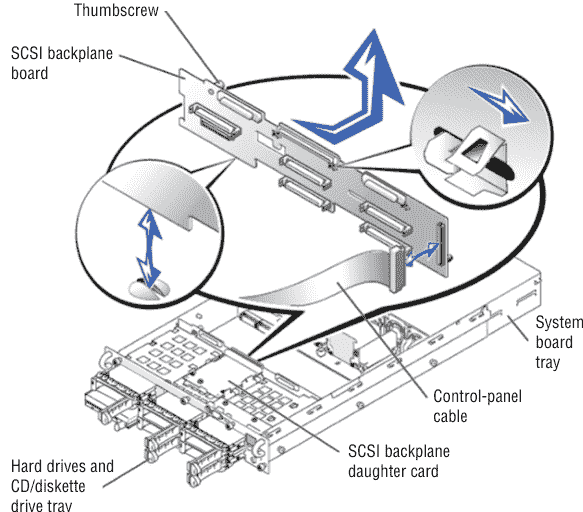 Thumbscrew
SCSI backplane
board
System
board
tray
Control-panel
cable
SCSI backplane
daughter card
Hard drives and
CD/diskette
drive tray